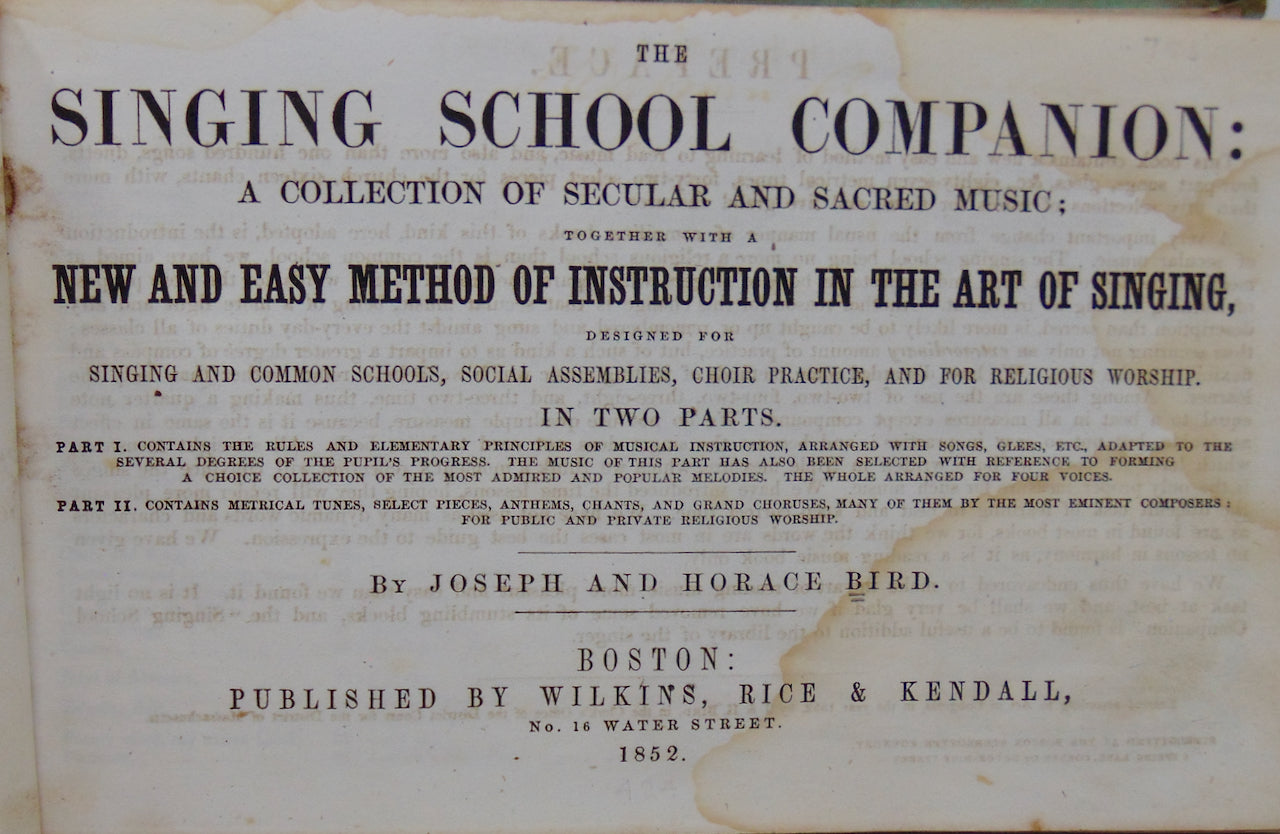 THE
SINGING SCHOOL COMPANION:
A COLLECTION OF SECULAR AND SACRED MUSIC;
TOGETHER WITH A
NEW AND EASY METHOD OF INSTRUCTION IN THE ART OF SINGING,
DESIGNED FOR
SINGING AND COMMON SCHOOLS, SOCIAL ASSEMBLIES, CHOIR PRACTICE, AND FOR RELIGIOUS WORSHIP.
IN TWO PARTS.
PART I. CONTAINS THE RULES AND ELEMENTARY PRINCIPLES OF MUSICAL INSTRUCTION, ARRANGED WITH SONGS, GLEES, ETC., ADAPTED TO THE
SEVERAL DEGREES OF THE PUPIL'S PROGRESS. THE MUSIC OF THIS PART HAS ALSO BEEN SELECTED WITH REFERENCE TO FORMING
A CHOICE COLLECTION OF THE MOST ADMIRED AND POPULAR MELODIES. THE WHOLE ARRANGED FOR FOUR VOICES.
PART II. CONTAINS METRICAL TUNES, SELECT PIECES, ANTHEMS, CHANTS, AND GRAND CHORUSES, MANY OF THEM BY THE MOST EMINENT COMPOSERS:
FOR PUBLIC AND PRIVATE RELIGIOUS WORSHIP.
BY JOSEPH AND HORACE BIRD.
BOSTON:
PUBLISHED BY WILKINS, RICE & KENDALL,
No. 16 WATER STREET.
1852.